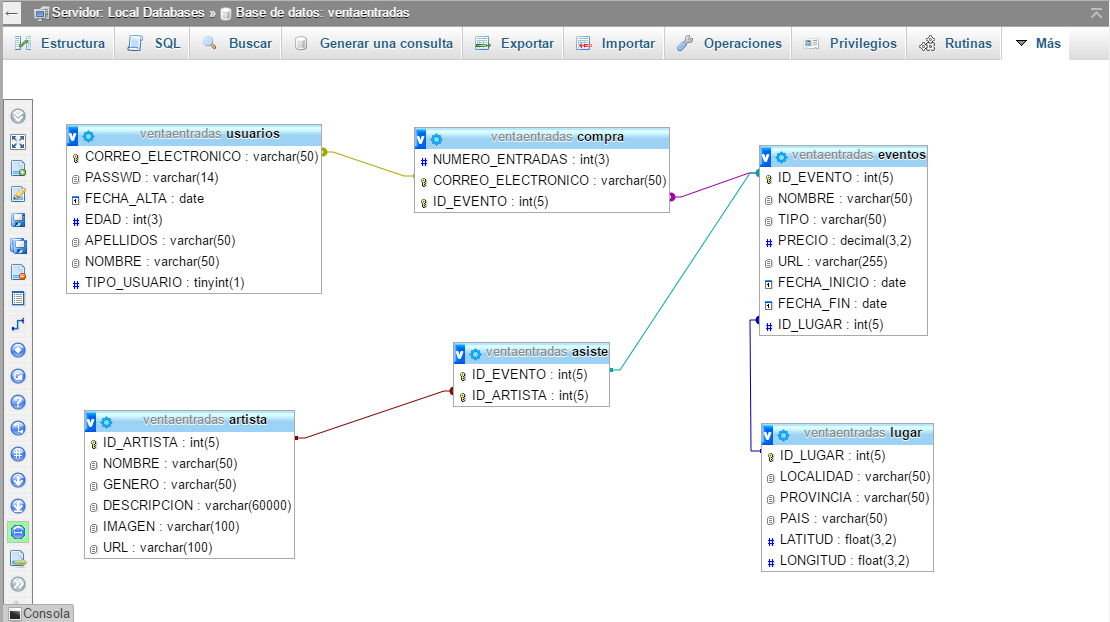 Servidor: Local Databases » Base de datos: ventaentradas
Estructura SQL Buscar Generar una consulta Exportar Importar Operaciones Privilegios Rutinas Más
ventaentradas usuarios
CORREO_ELECTRONICO : varchar(50)
PASSWD : varchar(14)
FECHA_ALTA : date
EDAD : int(3)
APELLIDOS : varchar(50)
NOMBRE : varchar(50)
TIPO_USUARIO : tinyint(1)
ventaentradas compra
NUMERO_ENTRADAS : int(3)
CORREO_ELECTRONICO : varchar(50)
ID_EVENTO : int(5)
ventaentradas eventos
ID_EVENTO : int(5)
NOMBRE : varchar(50)
TIPO : varchar(50)
PRECIO : decimal(3,2)
URL : varchar(255)
FECHA_INICIO : date
FECHA_FIN : date
ID_LUGAR : int(5)
ventaentradas asiste
ID_EVENTO : int(5)
ID_ARTISTA : int(5)
ventaentradas artista
ID_ARTISTA : int(5)
NOMBRE : varchar(50)
GENERO : varchar(50)
DESCRIPCION : varchar(60000)
IMAGEN : varchar(100)
URL : varchar(100)
ventaentradas lugar
ID_LUGAR : int(5)
LOCALIDAD : varchar(50)
PROVINCIA : varchar(50)
PAIS : varchar(50)
LATITUD : float(3,2)
LONGITUD : float(3,2)
Consola